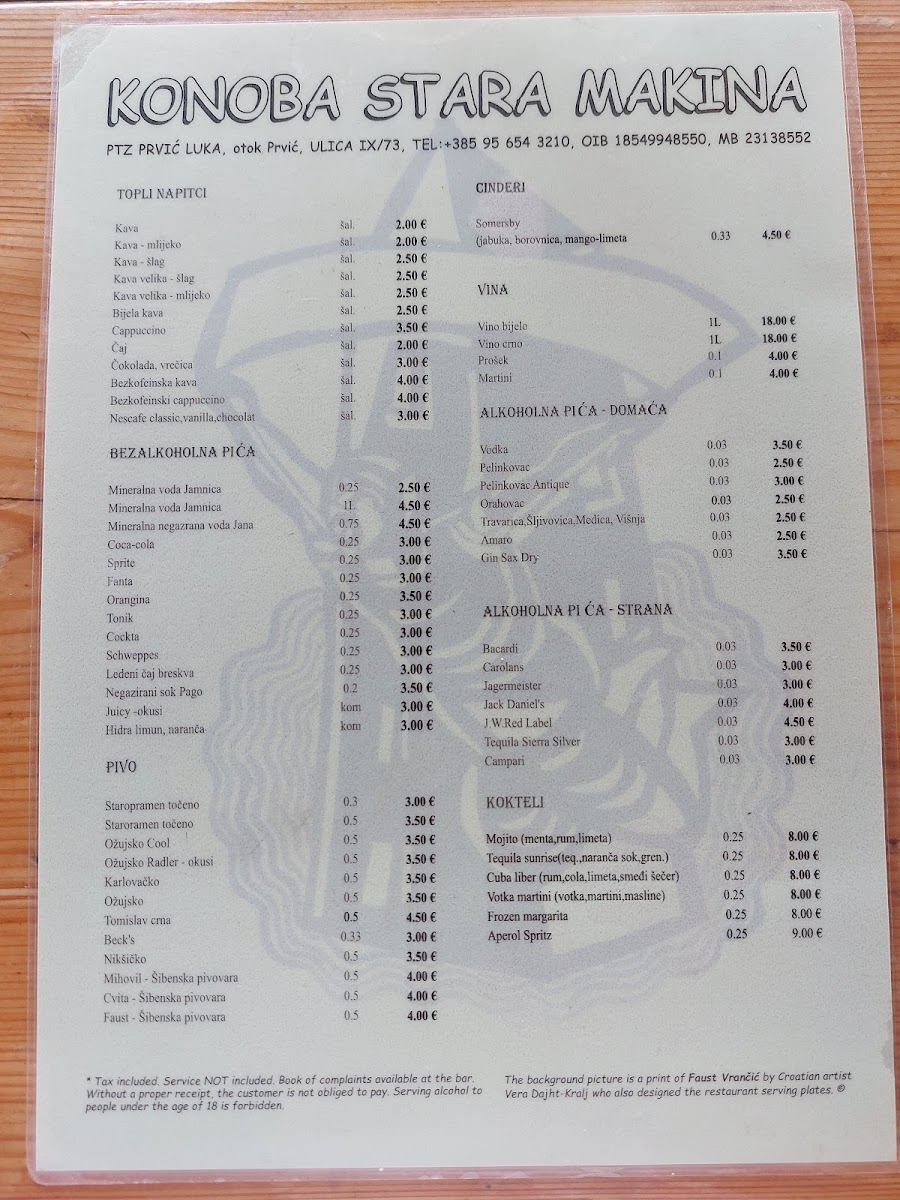 KONOBA STARA MAKINA
PTZ PRVIĆ LUKA, otok Prvić, ULICA IX/73, TEL:+385 95 654 3210, OIB 18549948550, MB 23138552
TOPLI NAPITCI
Kava šal. 2.00 €
Kava - mlijeko šal. 2.00 €
Kava - šlag šal. 2.50 €
Kava velika - šlag šal. 2.50 €
Kava velika - mlijeko šal. 2.50 €
Bijela kava šal. 2.50 €
Cappuccino šal. 3.50 €
Čaj šal. 2.00 €
Čokolada, vrečica šal. 3.00 €
Bezkofeinska kava šal. 4.00 €
Bezkofeinski cappuccino šal. 4.00 €
Nescafe classic,vanilla,chocolat šal. 3.00 €
BEZALKOHOLNA PIĆA
Mineralna voda Jamnica 0.25 2.50 €
Mineralna voda Jamnica 1L 4.50 €
Mineralna negazrana voda Jana 0.75 4.50 €
Coca-cola 0.25 3.00 €
Sprite 0.25 3.00 €
Fanta 0.25 3.00 €
Orangina 0.25 3.50 €
Tonik 0.25 3.00 €
Cockta 0.25 3.00 €
Schweppes 0.25 3.00 €
Ledeni čaj breskva 0.25 3.00 €
Negazirani sok Pago 0.2 3.50 €
Juicy -okusi kom 3.00 €
Hidra limun, naranča kom 3.00 €
PIVO
Staropramen točeno 0.3 3.00 €
Staroramen točeno 0.5 3.50 €
Ožujsko Cool 0.5 3.50 €
Ožujsko Radler - okusi 0.5 3.50 €
Karlovačko 0.5 3.50 €
Ožujsko 0.5 3.50 €
Tomislav crna 0.5 4.50 €
Beck's 0.33 3.00 €
Nikšičko 0.5 3.50 €
Mihovil - Šibenska pivovara 0.5 4.00 €
Cvita - Šibenska pivovara 0.5 4.00 €
Faust - Šibenska pivovara 0.5 4.00 €
CINDERI
Somersby
(jabuka, borovnica, mango-limeta 0.33 4.50 €
VINA
Vino bijelo 1L 18.00 €
Vino crno 1L 18.00 €
Prošek 0.1 4.00 €
Martini 0.1 4.00 €
ALKOHOLNA PIĆA - DOMAĆA
Vodka 0.03 3.50 €
Pelinkovac 0.03 2.50 €
Pelinkovac Antique 0.03 3.00 €
Orahovac 0.03 2.50 €
Travarica,Šljivovica,Medica, Višnja 0.03 2.50 €
Amaro 0.03 2.50 €
Gin Sax Dry 0.03 3.50 €
ALKOHOLNA PI ĆA - STRANA
Bacardi 0.03 3.50 €
Carolans 0.03 3.00 €
Jagermeister 0.03 3.00 €
Jack Daniel's 0.03 4.00 €
J.W.Red Label 0.03 4.50 €
Tequila Sierra Silver 0.03 3.00 €
Campari 0.03 3.00 €
KOKTELI
Mojito (menta,rum,limeta) 0.25 8.00 €
Tequila sunrise(teq.,naranča sok,gren.) 0.25 8.00 €
Cuba liber (rum,cola,limeta,smeđi šečer) 0.25 8.00 €
Votka martini (votka,martini,masline) 0.25 8.00 €
Frozen margarita 0.25 8.00 €
Aperol Spritz 0.25 9.00 €
* Tax included. Service NOT included. Book of complaints available at the bar.
Without a proper receipt, the customer is not obliged to pay. Serving alcohol to
people under the age of 18 is forbidden.
The background picture is a print of Faust Vrančić by Croatian artist
Vera Dajht-Kralj who also designed the restaurant serving plates. ©